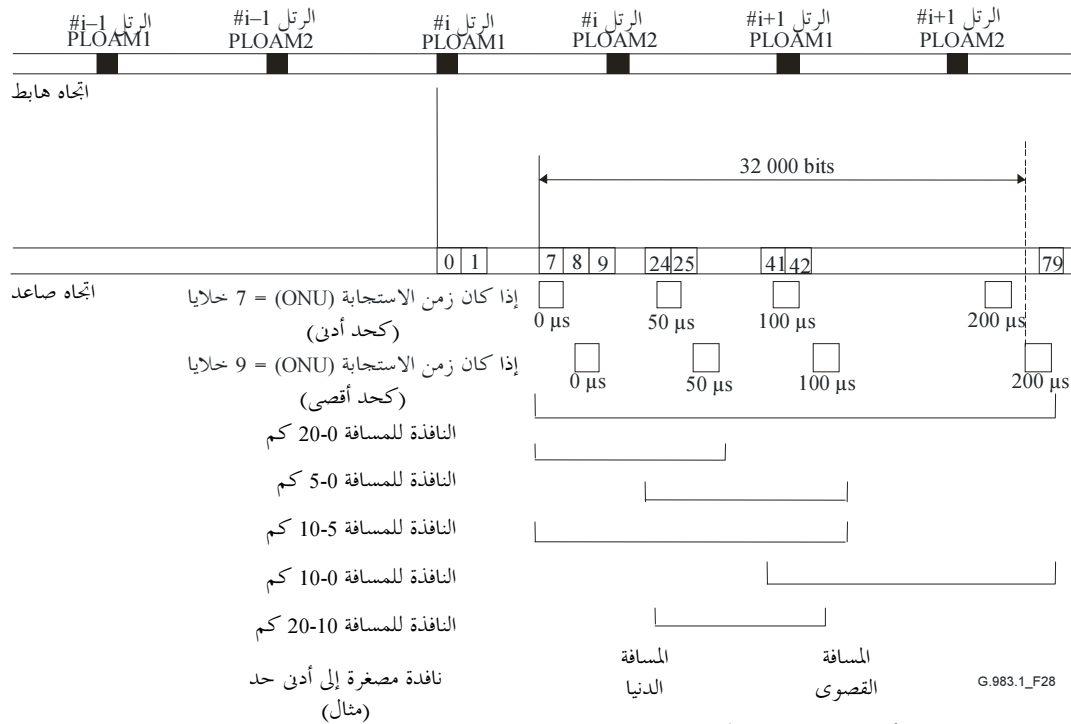 الرتل #i–1 الرتل #i–1 الرتل #i الرتل #i الرتل #i+1 الرتل #i+1
PLOAM1 PLOAM2 PLOAM1 PLOAM2 PLOAM1 PLOAM2
اتجاه هابط
32 000 bits
0 1 7 8 9 24 25 41 42 79
اتجاه صاعد
إذا كان زمن الاستجابة (ONU) = 7 خلايا
(كحد أدنى)
0 µs 50 µs 100 µs 200 µs
إذا كان زمن الاستجابة (ONU) = 9 خلايا
(كحد أقصى)
0 µs 50 µs 100 µs 200 µs
النافذة للمسافة 0-20 كم
النافذة للمسافة 0-5 كم
النافذة للمسافة 5-10 كم
النافذة للمسافة 0-10 كم
النافذة للمسافة 10-20 كم
نافدة مصغرة إلى أدنى حد
(مثال)
المسافة
الدنيا
المسافة
القصوى
G.983.1_F28